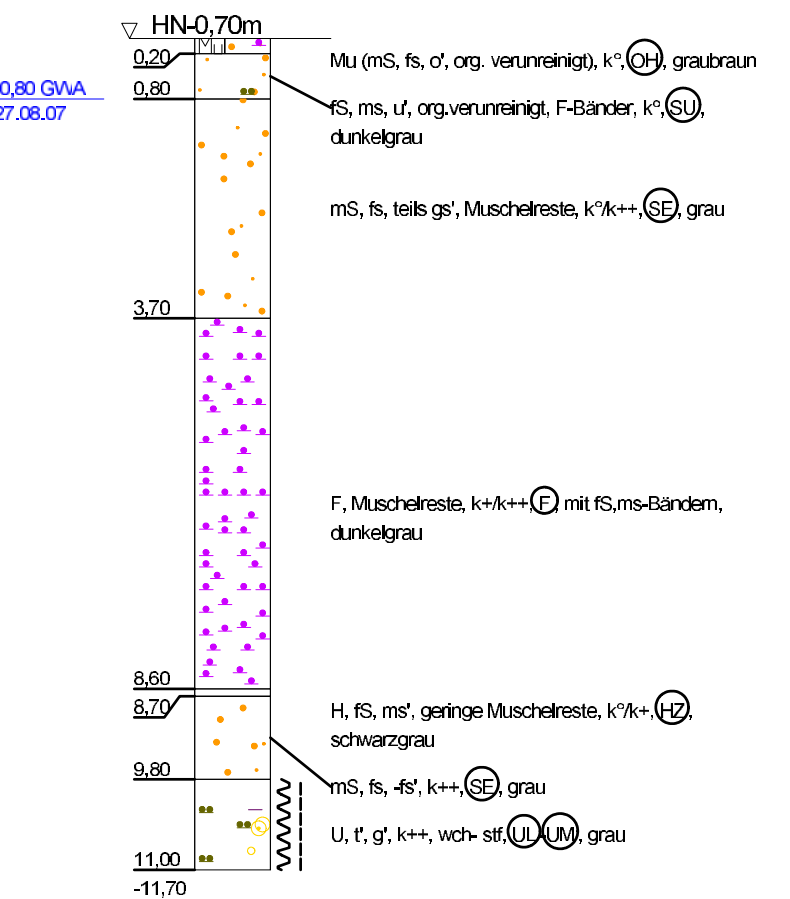 HN-0,70m
0,20
Mu (mS, fs, o', org. verunreinigt), k°, OH, graubraun
0,80 GWA
27.08.07
0,80
fS, ms, u', org.verunreinigt, F-Bänder, k°, SU,
dunkelgrau
mS, fs, teils gs', Muschelreste, k°/k++, SE, grau
3,70
F, Muschelreste, k+/k++, F, mit fS,ms-Bändern,
dunkelgrau
8,60
8,70
H, fS, ms', geringe Muschelreste, k°/k+, HZ,
schwarzgrau
9,80
mS, fs, -fs', k++, SE, grau
U, t', g', k++, wch- stf, UL-UM, grau
11,00
-11,70